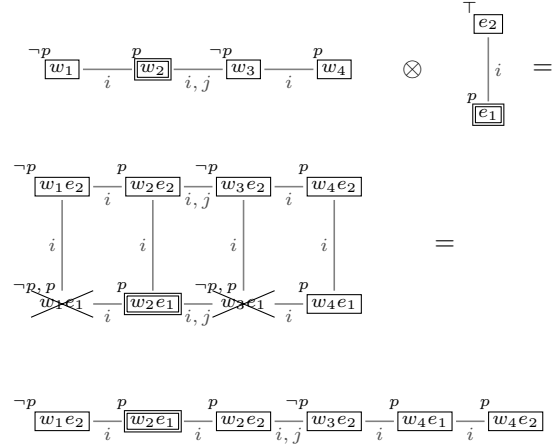 ⊤
e₂
¬p p ¬p p
w₁ w₂ w₃ w₄ ⊗ i =
i i, j i
p
e₁
¬p p ¬p p
w₁e₂ w₂e₂ w₃e₂ w₄e₂
i i, j i
i i i i =
¬p, p p ¬p, p p
w₁e₁ w₂e₁ w₃e₁ w₄e₁
i i, j i
¬p p p ¬p p p
w₁e₂ w₂e₁ w₂e₂ w₃e₂ w₄e₁ w₄e₂
i i i, j i i